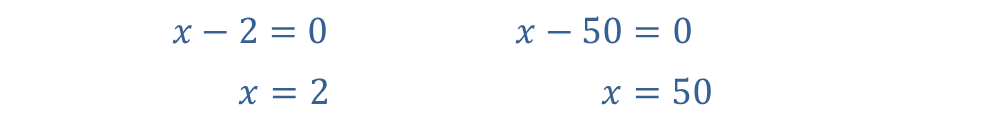 x − 2 = 0 x − 50 = 0
x = 2 x = 50